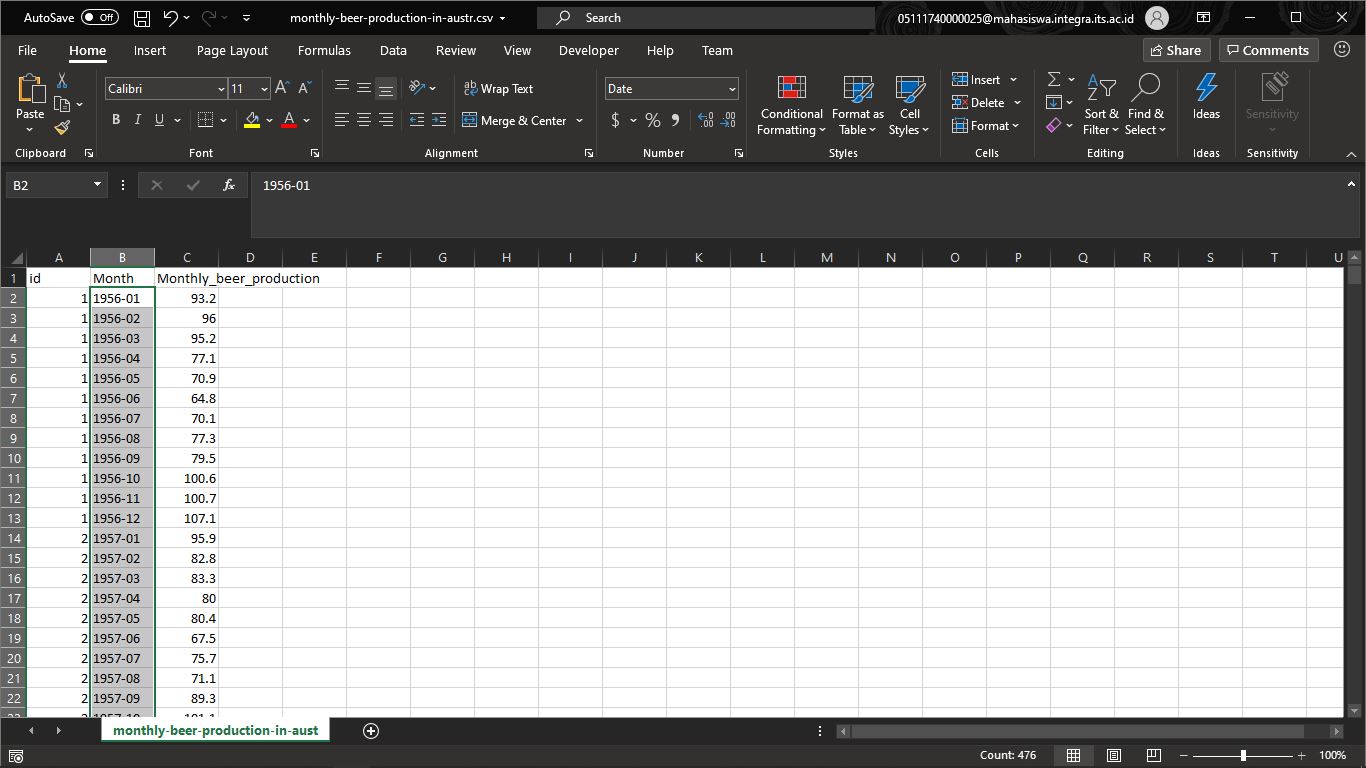 AutoSave Off monthly-beer-production-in-austr.csv Search 05111740000025@mahasiswa.integra.its.ac.id
File Home Insert Page Layout Formulas Data Review View Developer Help Team Share Comments
Paste Calibri 11 Wrap Text Date Conditional Formatting Format as Table Cell Styles Insert Sort & Filter Find & Select Ideas Sensitivity
B I U Merge & Center $ % Delete
Format
Clipboard Font Alignment Number Styles Cells Editing Ideas Sensitivity
B2 fx 1956-01
A B C D E F G H I J K L M N O P Q R S T U
1 id Month Monthly_beer_production
2 1 1956-01 93.2
3 1 1956-02 96
4 1 1956-03 95.2
5 1 1956-04 77.1
6 1 1956-05 70.9
7 1 1956-06 64.8
8 1 1956-07 70.1
9 1 1956-08 77.3
10 1 1956-09 79.5
11 1 1956-10 100.6
12 1 1956-11 100.7
13 1 1956-12 107.1
14 2 1957-01 95.9
15 2 1957-02 82.8
16 2 1957-03 83.3
17 2 1957-04 80
18 2 1957-05 80.4
19 2 1957-06 67.5
20 2 1957-07 75.7
21 2 1957-08 71.1
22 2 1957-09 89.3
monthly-beer-production-in-aust
Count: 476 100%